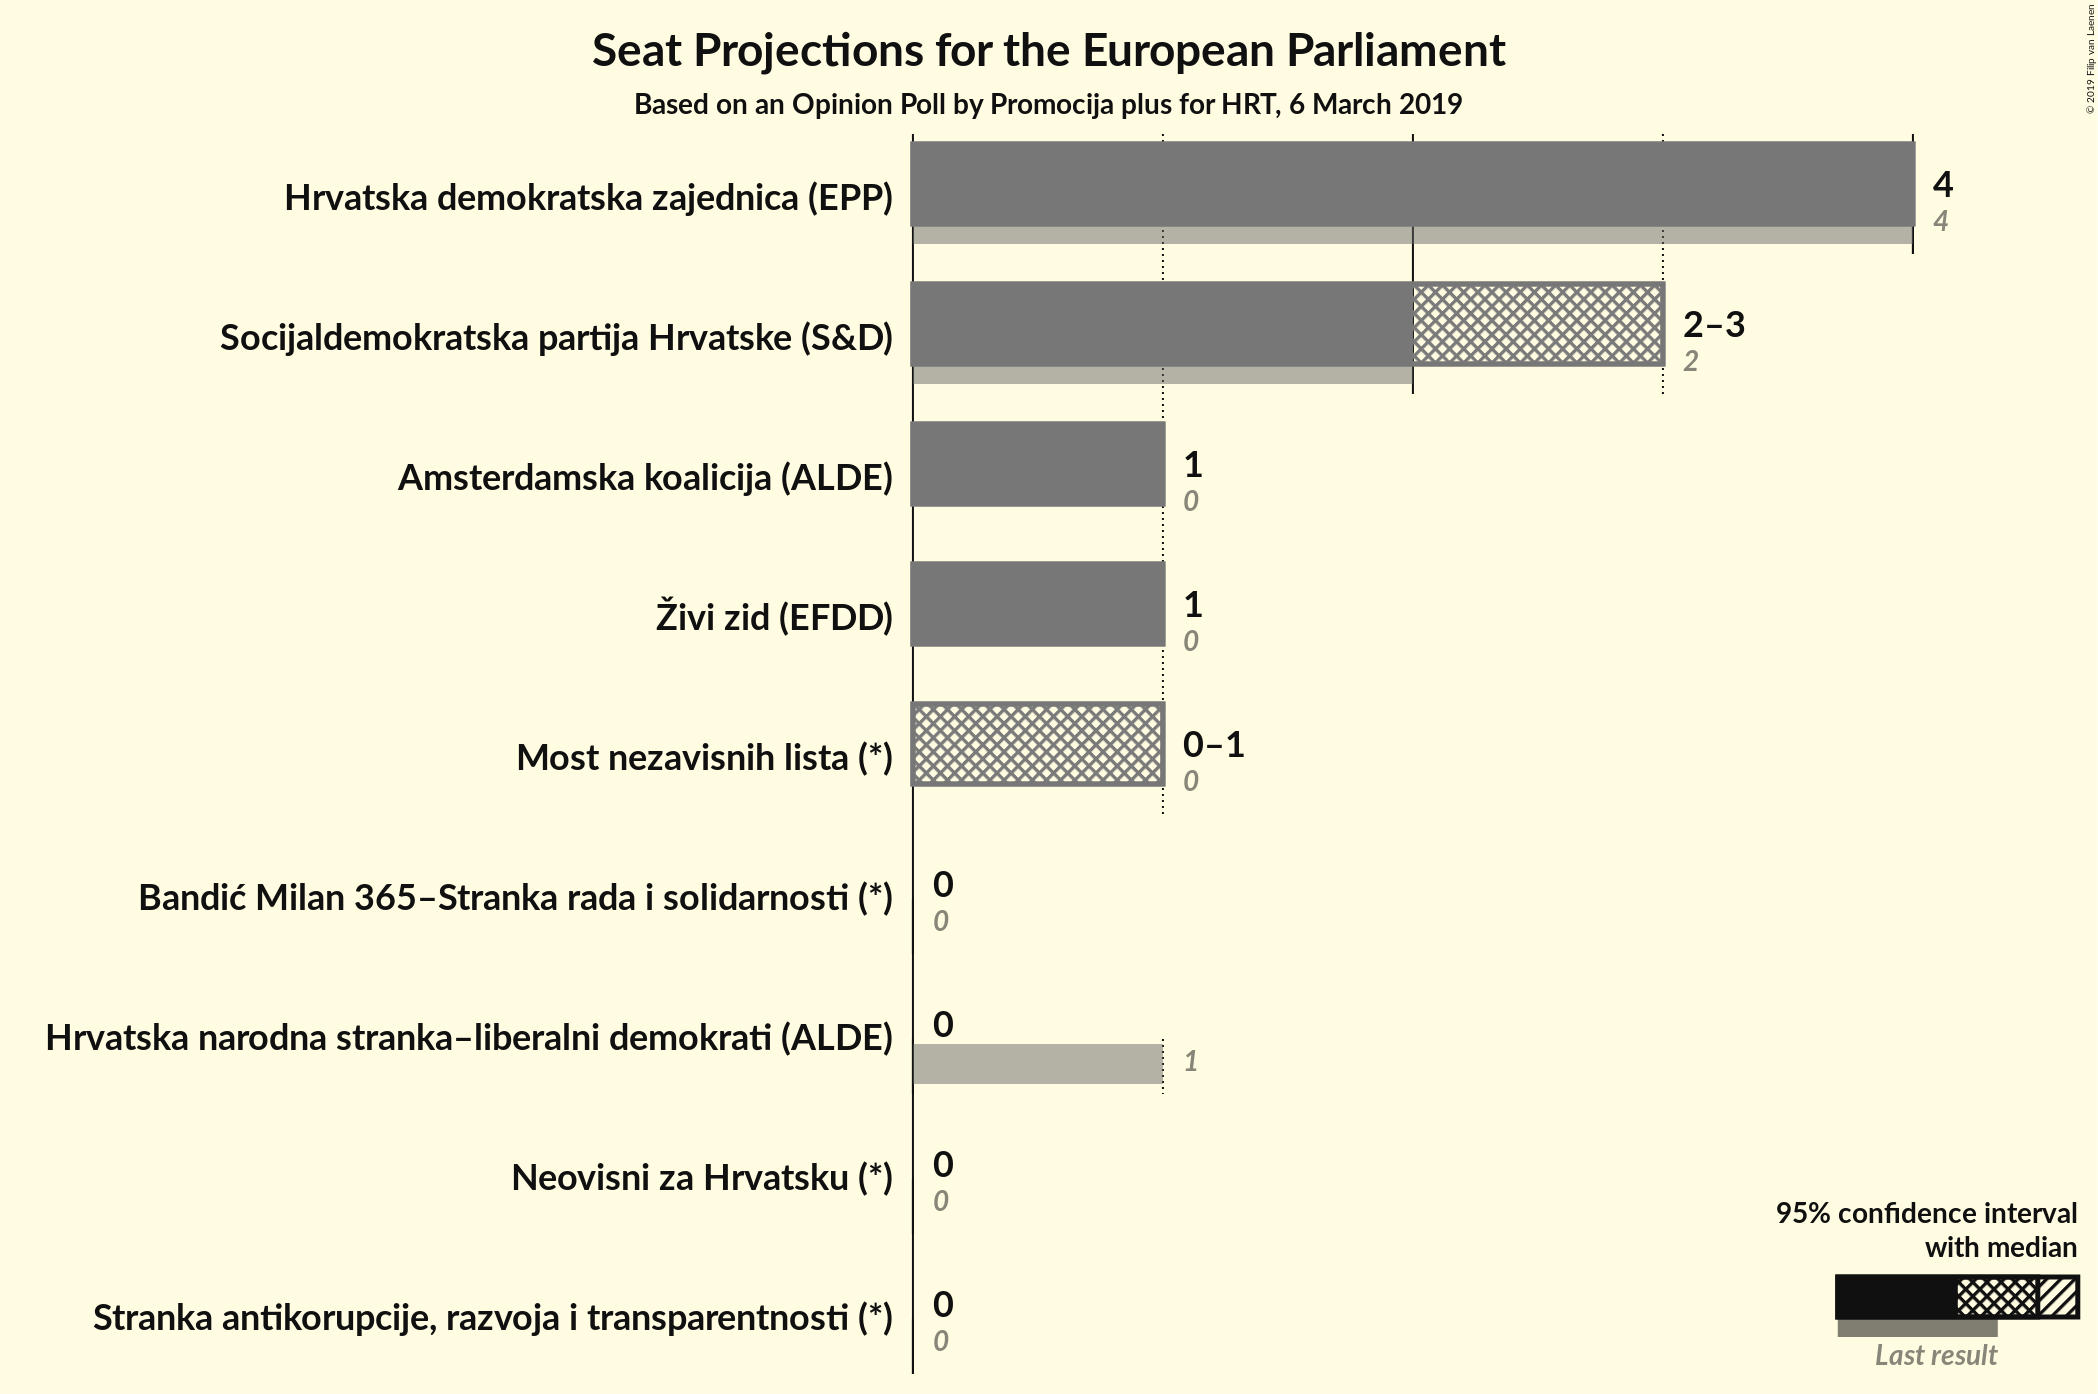 Seat Projections for the European Parliament
Based on an Opinion Poll by Promocija plus for HRT, 6 March 2019
© 2019 Filip van Laenen
Hrvatska demokratska zajednica (EPP)
4
4
Socijaldemokratska partija Hrvatske (S&D)
2–3
2
Amsterdamska koalicija (ALDE)
1
0
Živi zid (EFDD)
1
0
Most nezavisnih lista (*)
0–1
0
Bandić Milan 365–Stranka rada i solidarnosti (*)
0
0
Hrvatska narodna stranka–liberalni demokrati (ALDE)
0
1
Neovisni za Hrvatsku (*)
0
0
Stranka antikorupcije, razvoja i transparentnosti (*)
0
0
95% confidence interval
with median
Last result